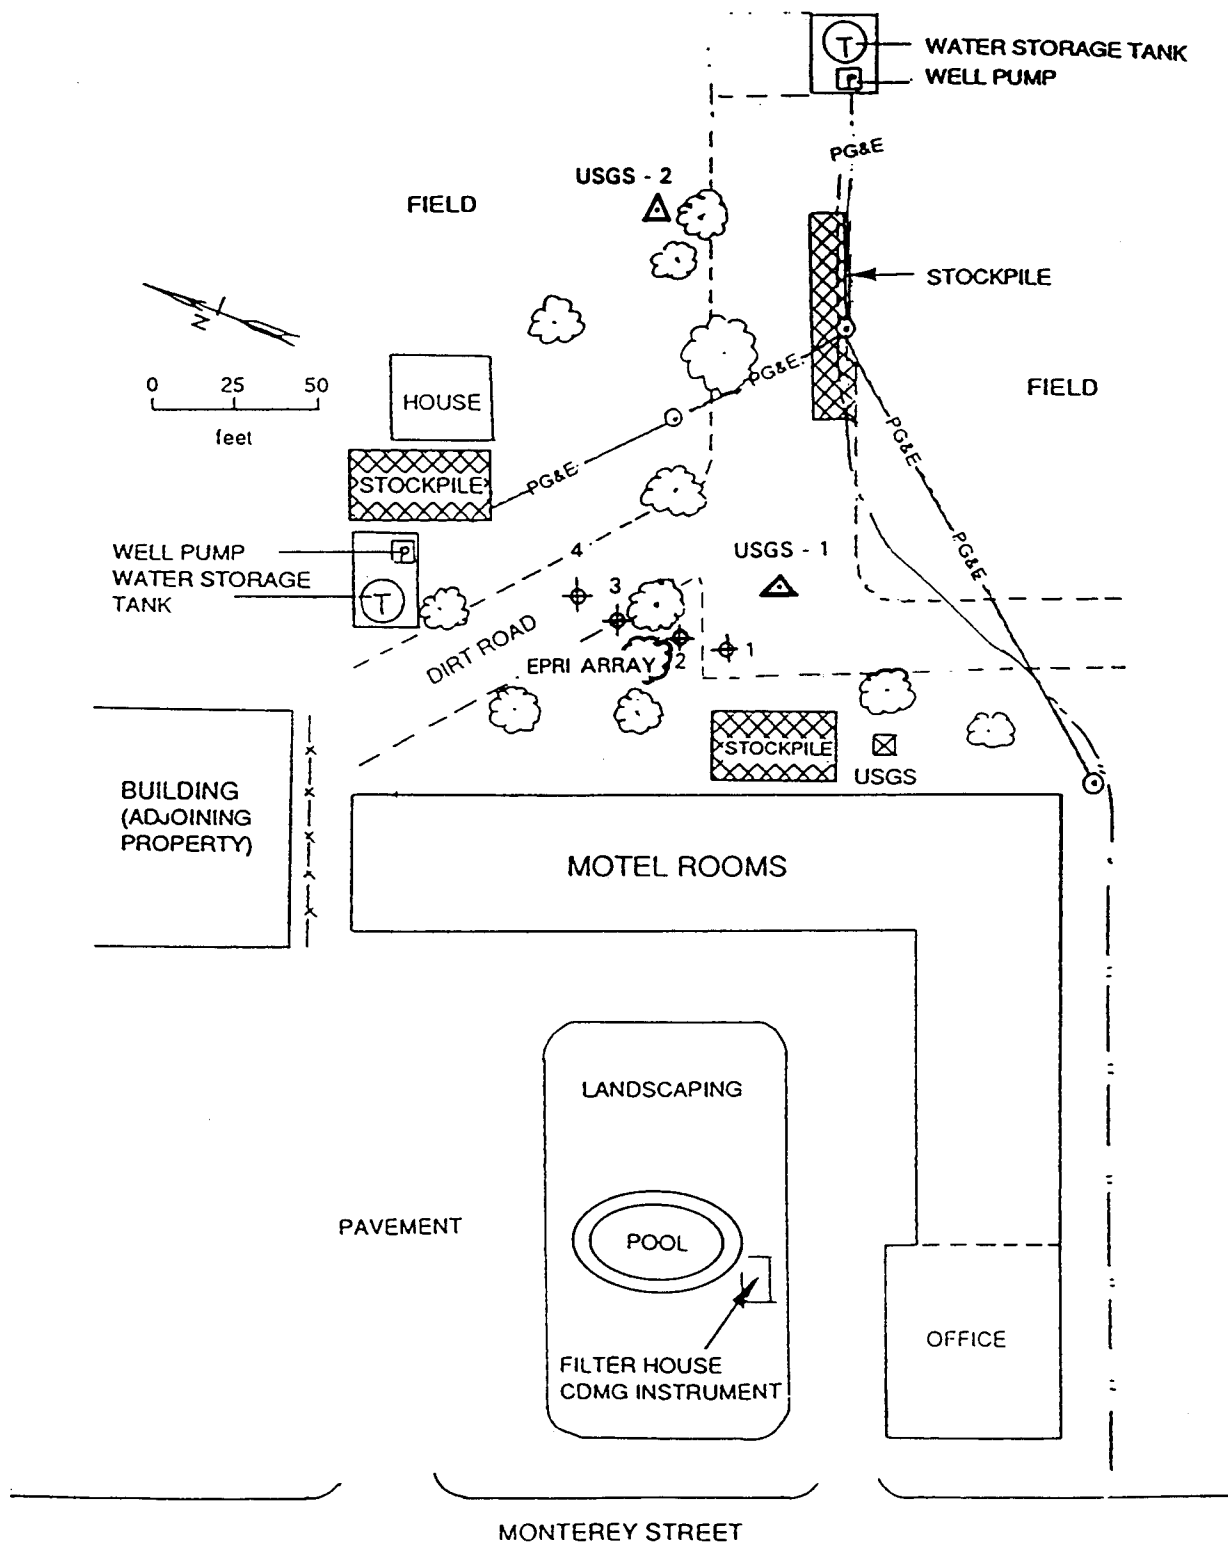 T
WATER STORAGE TANK
P
WELL PUMP
PG&E
USGS - 2
FIELD
STOCKPILE
N
0 25 50
feet
HOUSE
PG&E
FIELD
PG&E
STOCKPILE
PG&E
PG&E
WELL PUMP
P
WATER STORAGE
TANK
T
4
3
USGS - 1
DIRT ROAD
EPRI ARRAY
2
1
STOCKPILE
USGS
BUILDING
(ADJOINING
PROPERTY)
MOTEL ROOMS
LANDSCAPING
PAVEMENT
POOL
OFFICE
FILTER HOUSE
CDMG INSTRUMENT
MONTEREY STREET